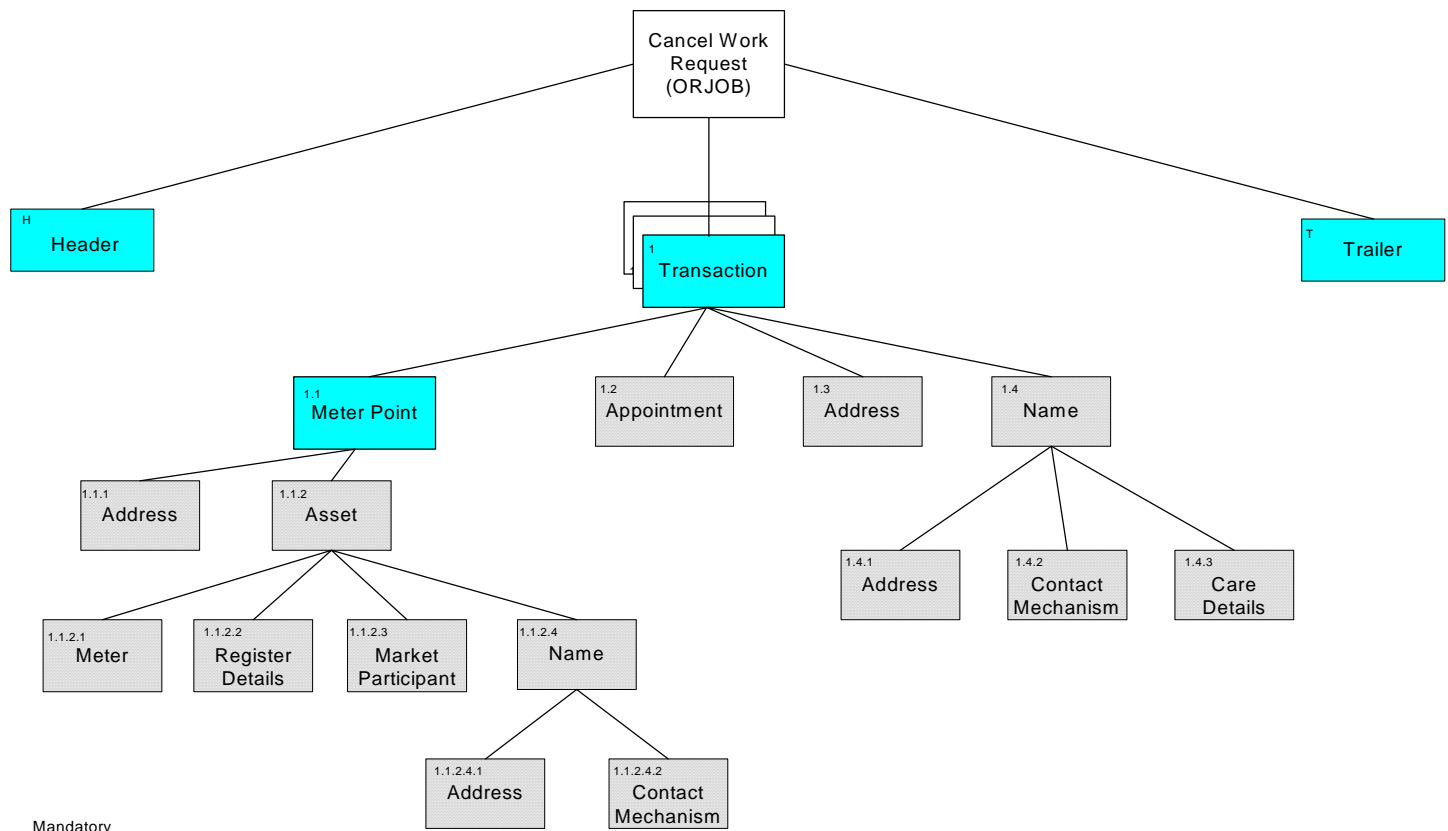 Cancel Work
Request
(ORJOB)
H
Header
1
Transaction
T
Trailer
1.1
Meter Point
1.2
Appointment
1.3
Address
1.4
Name
1.1.1
Address
1.1.2
Asset
1.4.1
Address
1.4.2
Contact
Mechanism
1.4.3
Care
Details
1.1.2.1
Meter
1.1.2.2
Register
Details
1.1.2.3
Market
Participant
1.1.2.4
Name
1.1.2.4.1
Address
1.1.2.4.2
Contact
Mechanism
Mandatory